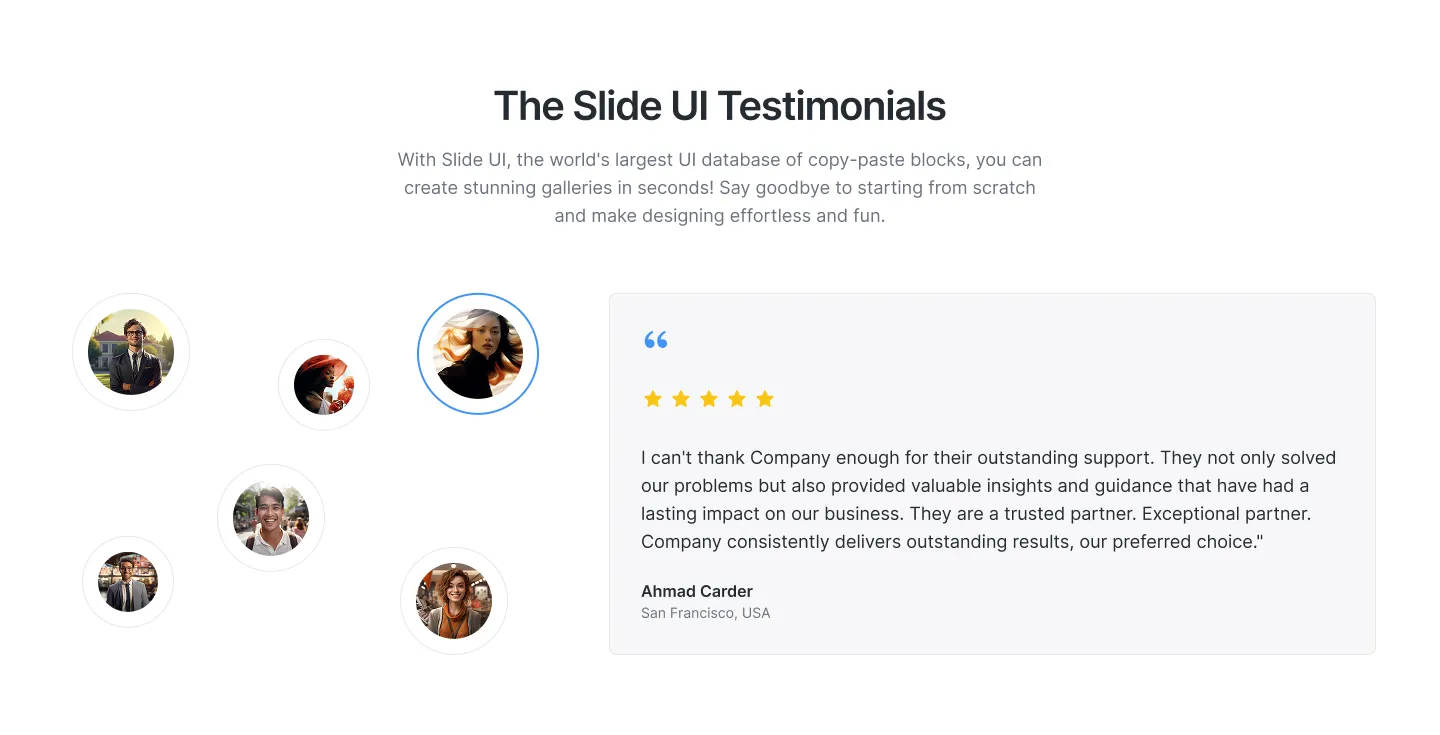 The Slide UI Testimonials
With Slide UI, the world's largest UI database of copy-paste blocks, you can
create stunning galleries in seconds! Say goodbye to starting from scratch
and make designing effortless and fun.
“
I can't thank Company enough for their outstanding support. They not only solved
our problems but also provided valuable insights and guidance that have had a
lasting impact on our business. They are a trusted partner. Exceptional partner.
Company consistently delivers outstanding results, our preferred choice."
Ahmad Carder
San Francisco, USA